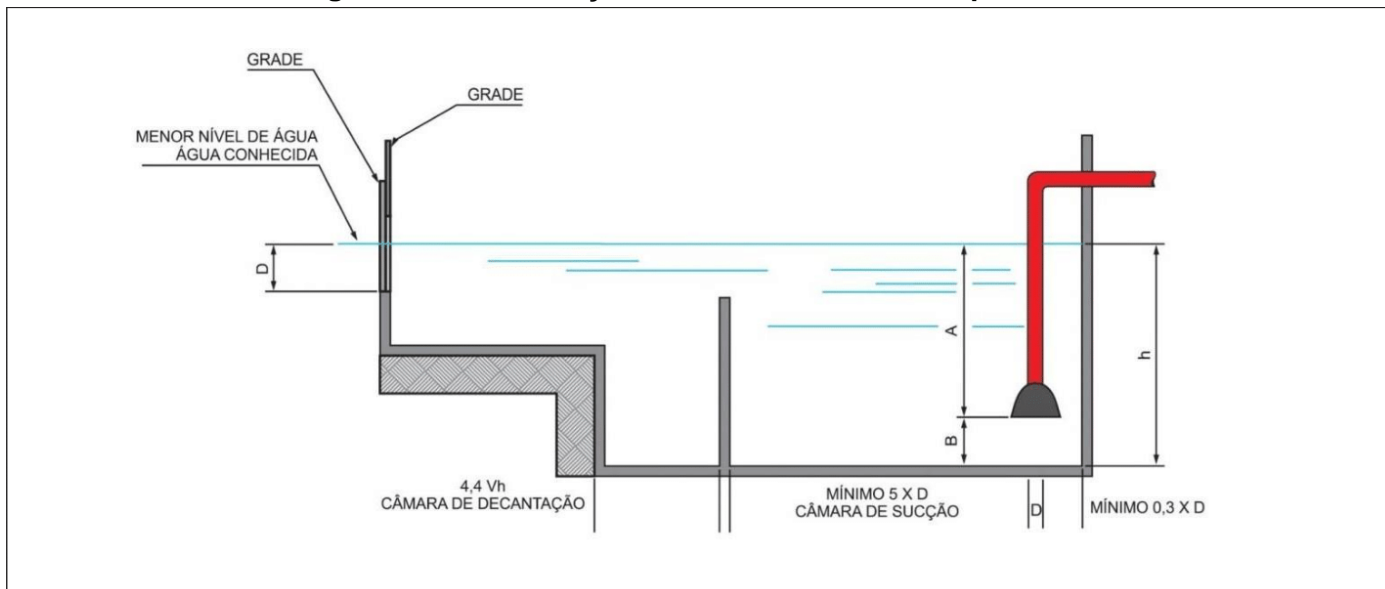 GRADE
GRADE
MENOR NÍVEL DE ÁGUA
ÁGUA CONHECIDA
D
A
h
B
4,4 Vh
CÂMARA DE DECANTAÇÃO
MÍNIMO 5 X D
CÂMARA DE SUCÇÃO
D
MÍNIMO 0,3 X D